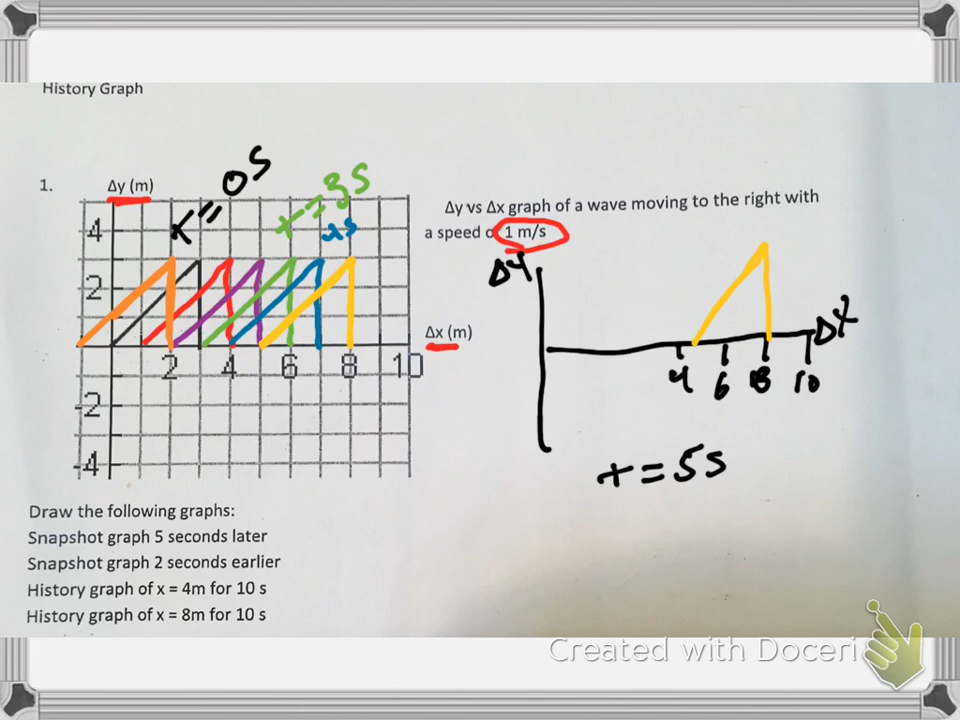 History Graph
1.
Δy (m)
t = 0s
t = 3s
4
2
2 4 6 8 10
-2
-4
Δx (m)
Δy vs Δx graph of a wave moving to the right with
a speed of 1 m/s
ΔY
ΔX
4 6 8 10
t = 5s
Draw the following graphs:
Snapshot graph 5 seconds later
Snapshot graph 2 seconds earlier
History graph of x = 4m for 10 s
History graph of x = 8m for 10 s
Created with Doceri